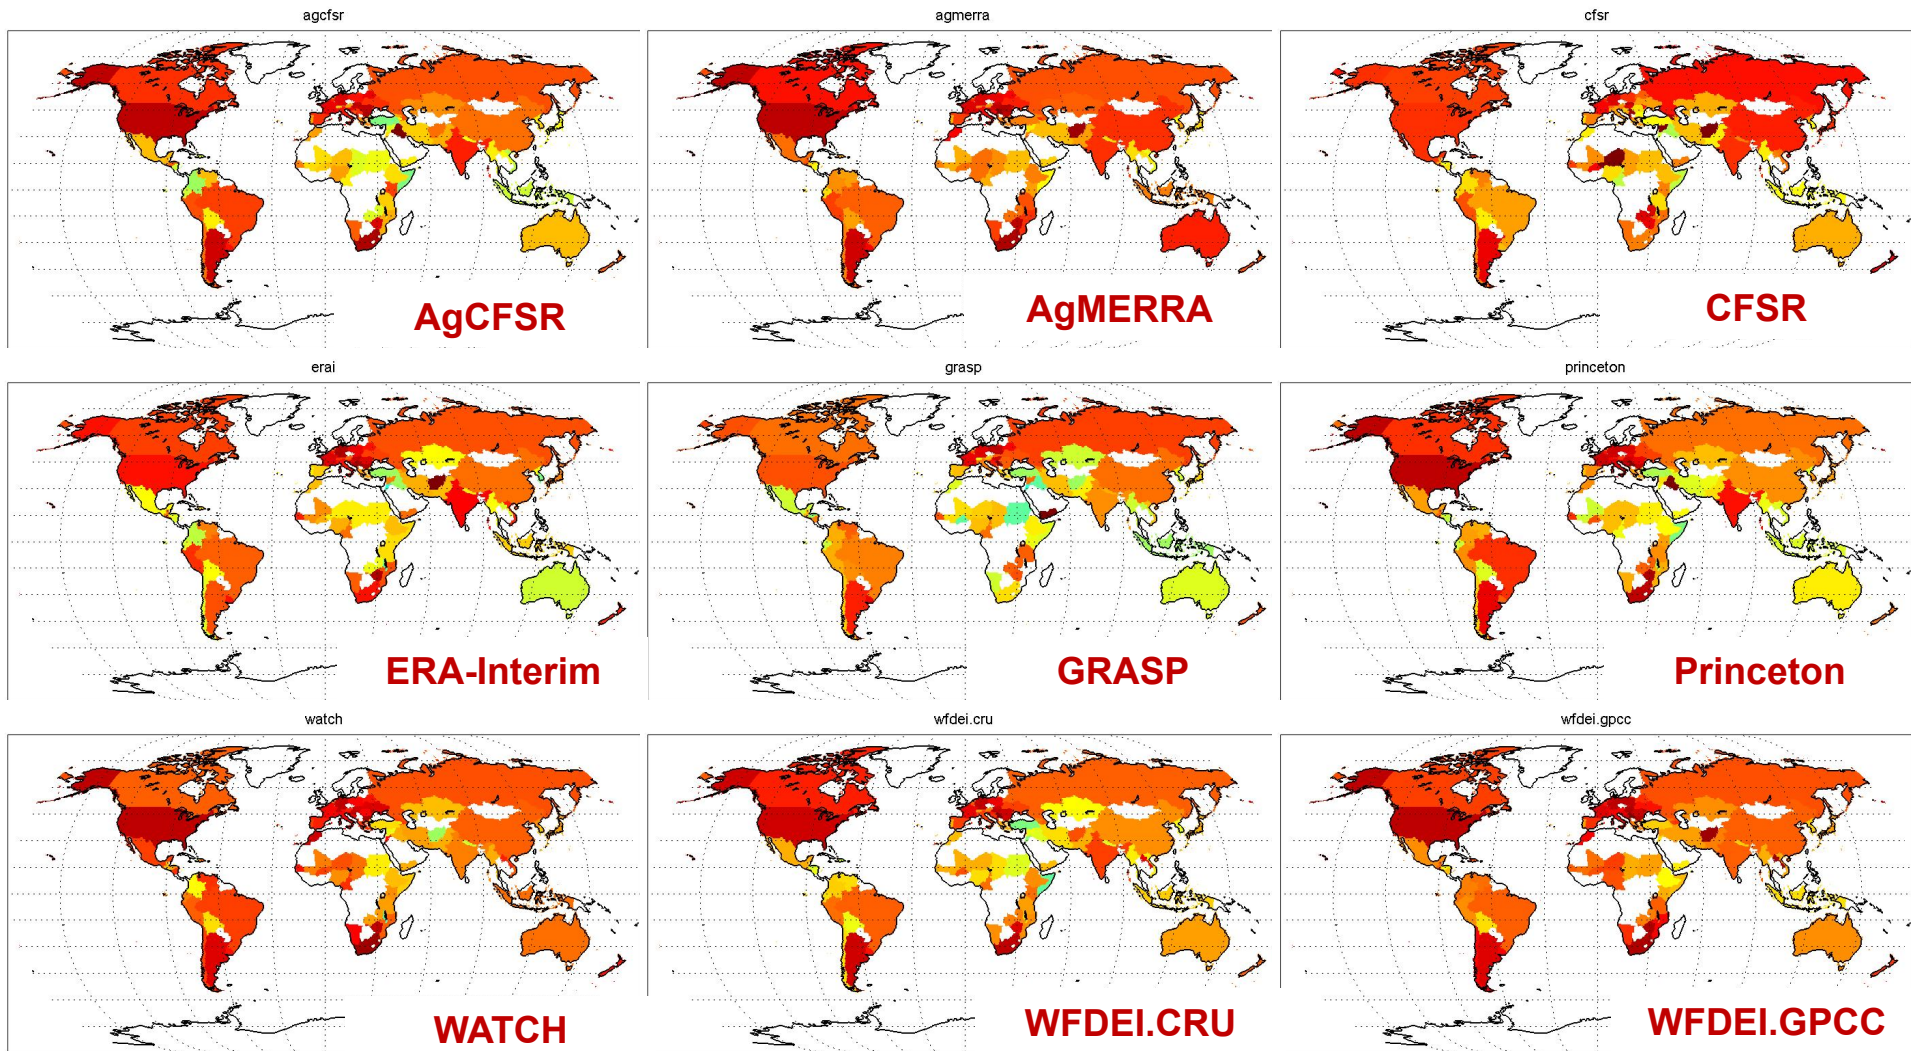 agcfsr
agmerra
cfsr
AgCFSR
AgMERRA
CFSR
erai
grasp
princeton
ERA-Interim
GRASP
Princeton
watch
wfdei.cru
wfdei.gpcc
WATCH
WFDEI.CRU
WFDEI.GPCC